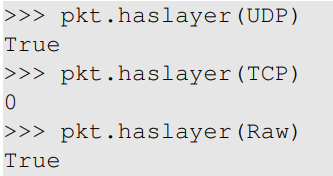 >>> pkt.haslayer(UDP)
True
>>> pkt.haslayer(TCP)
0
>>> pkt.haslayer(Raw)
True